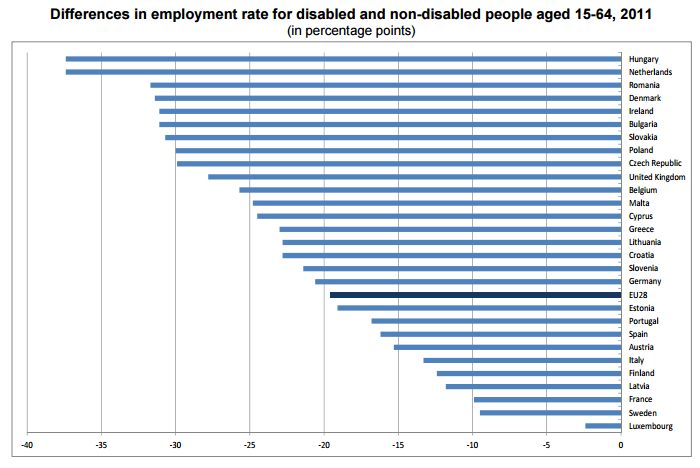 Differences in employment rate for disabled and non-disabled people aged 15-64, 2011
(in percentage points)
Hungary
Netherlands
Romania
Denmark
Ireland
Bulgaria
Slovakia
Poland
Czech Republic
United Kingdom
Belgium
Malta
Cyprus
Greece
Lithuania
Croatia
Slovenia
Germany
EU28
Estonia
Portugal
Spain
Austria
Italy
Finland
Latvia
France
Sweden
Luxembourg
-40 -35 -30 -25 -20 -15 -10 -5 0